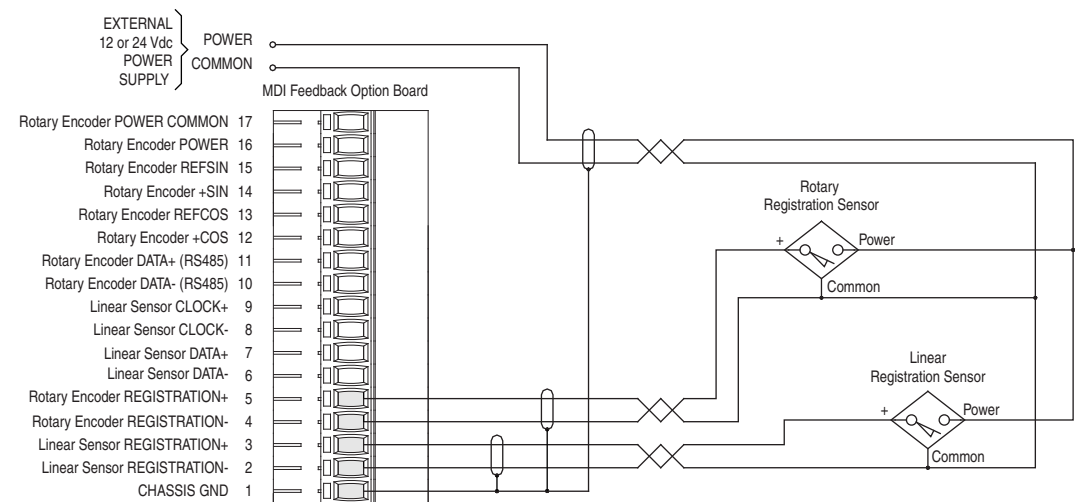 EXTERNAL
12 or 24 Vdc
POWER
SUPPLY
POWER
COMMON
MDI Feedback Option Board
Rotary Encoder POWER COMMON 17
Rotary Encoder POWER 16
Rotary Encoder REFSIN 15
Rotary Encoder +SIN 14
Rotary Encoder REFCOS 13
Rotary Encoder +COS 12
Rotary Encoder DATA+ (RS485) 11
Rotary Encoder DATA- (RS485) 10
Linear Sensor CLOCK+ 9
Linear Sensor CLOCK- 8
Linear Sensor DATA+ 7
Linear Sensor DATA- 6
Rotary Encoder REGISTRATION+ 5
Rotary Encoder REGISTRATION- 4
Linear Sensor REGISTRATION+ 3
Linear Sensor REGISTRATION- 2
CHASSIS GND 1
Rotary
Registration Sensor
+
Power
Common
Linear
Registration Sensor
+
Power
Common